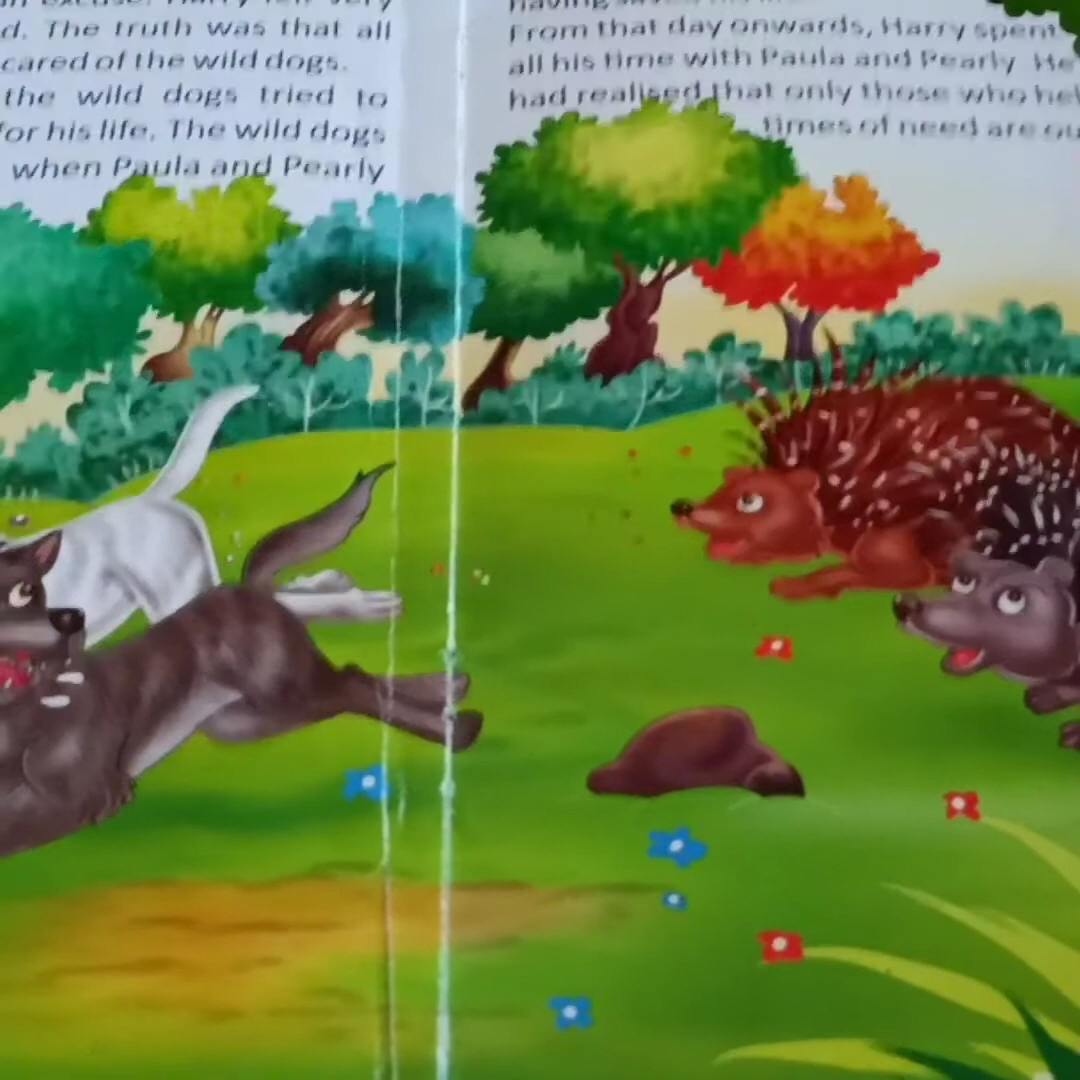 d. The truth was that all
cared of the wild dogs.
the wild dogs tried to
for his life. The wild dogs
when Paula and Pearly
having
From that day onwards, Harry spent
all his time with Paula and Pearly. He
had realised that only those who
times of need are